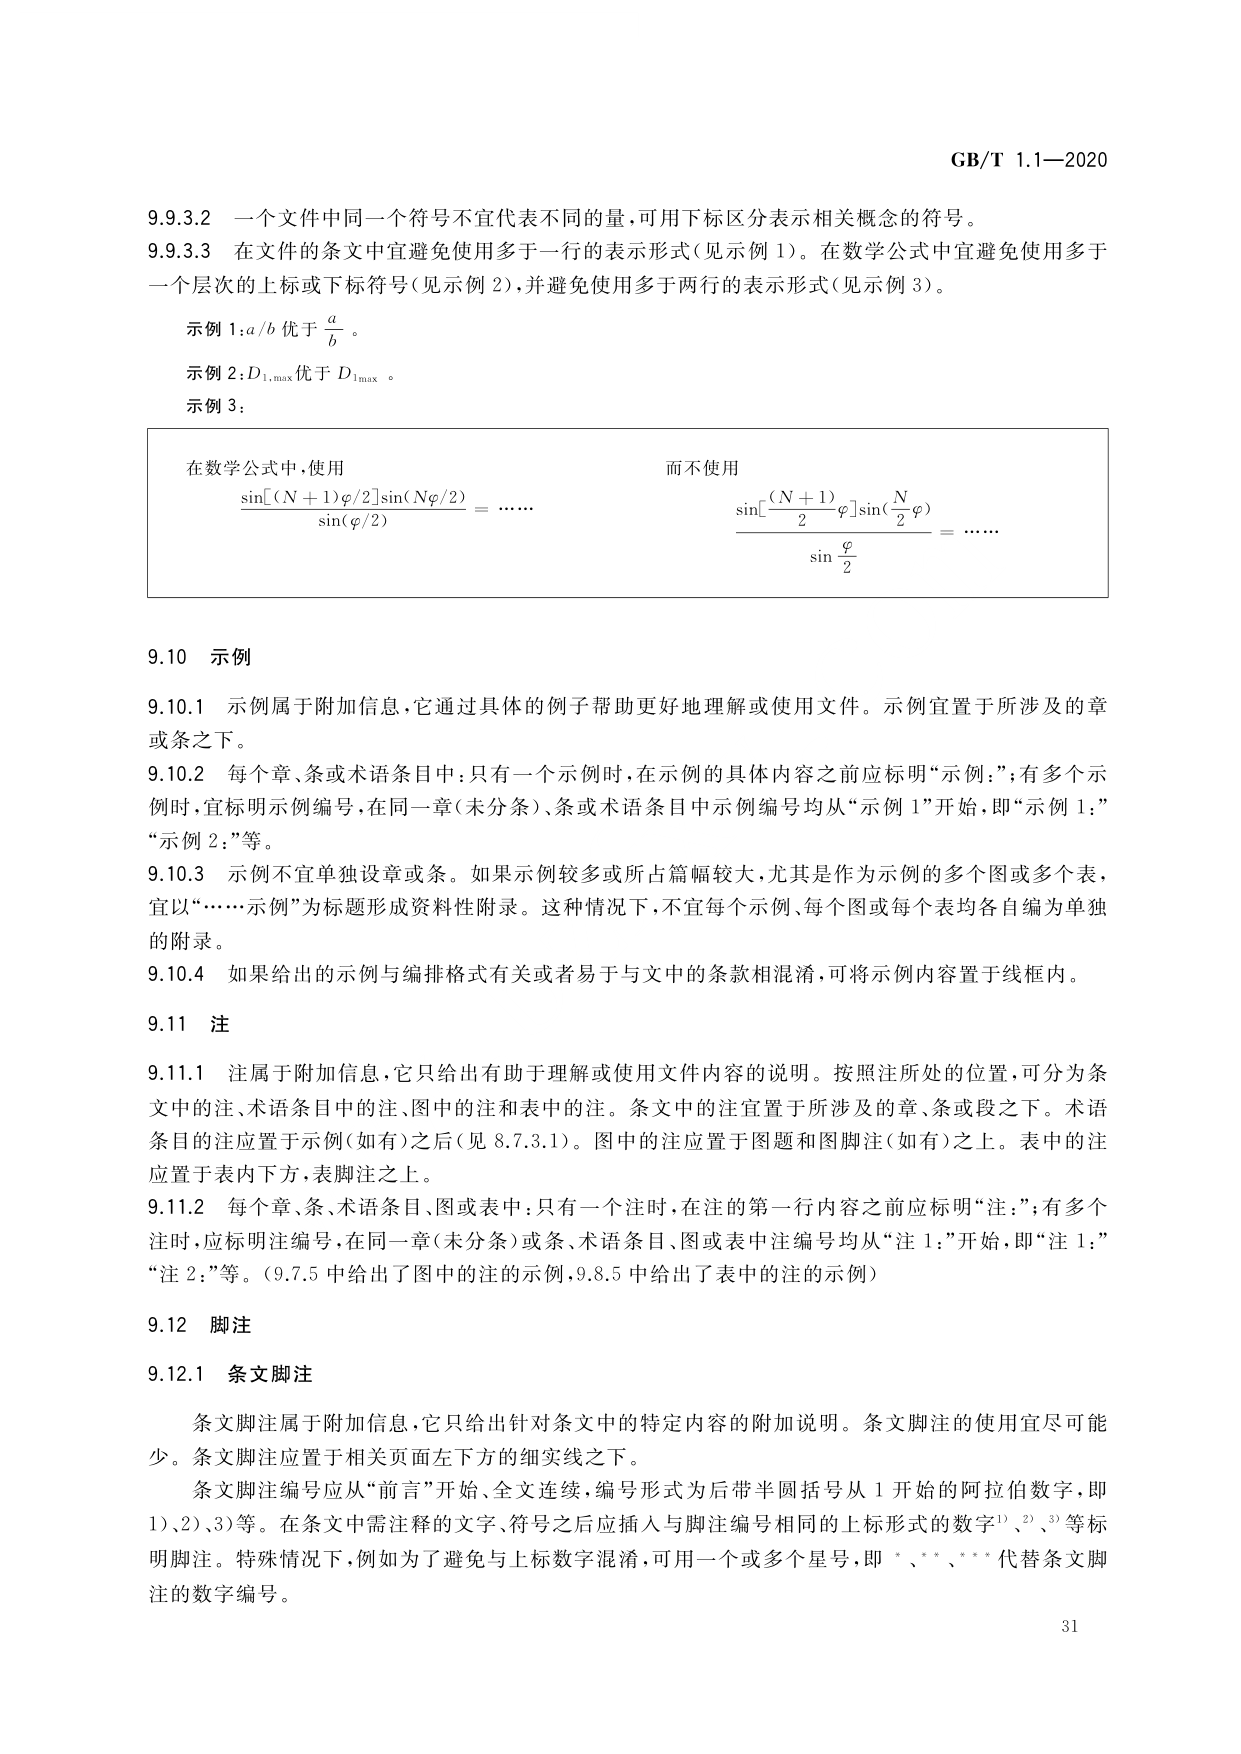 GB/T 1.1—2020
9.9.3.2 一个文件中同一个符号不宜代表不同的量,可用下标区分表示相关概念的符号。
9.9.3.3 在文件的条文中宜避免使用多于一行的表示形式(见示例 1)。在数学公式中宜避免使用多于
一个层次的上标或下标符号(见示例 2),并避免使用多于两行的表示形式(见示例 3)。
示例 1:a/b 优于 a/b 。
示例 2:D1,max优于 D1max 。
示例 3:
在数学公式中,使用
sin[(N+1)φ/2]sin(Nφ/2)
sin(φ/2)
= ……
而不使用
sin[(N+1)/2 φ]sin(N/2 φ)
sin φ/2
= ……
9.10 示例
9.10.1 示例属于附加信息,它通过具体的例子帮助更好地理解或使用文件。示例宜置于所涉及的章
或条之下。
9.10.2 每个章、条或术语条目中:只有一个示例时,在示例的具体内容之前应标明“示例:”;有多个示
例时,宜标明示例编号,在同一章(未分条)、条或术语条目中示例编号均从“示例 1”开始,即“示例 1:”
“示例 2:”等。
9.10.3 示例不宜单独设章或条。如果示例较多或所占篇幅较大,尤其是作为示例的多个图或多个表,
宜以“……示例”为标题形成资料性附录。这种情况下,不宜每个示例、每个图或每个表均各自编为单独
的附录。
9.10.4 如果给出的示例与编排格式有关或者易于与文中的条款相混淆,可将示例内容置于线框内。
9.11 注
9.11.1 注属于附加信息,它只给出有助于理解或使用文件内容的说明。按照注所处的位置,可分为条
文中的注、术语条目中的注、图中的注和表中的注。条文中的注宜置于所涉及的章、条或段之下。术语
条目的注应置于示例(如有)之后(见 8.7.3.1)。图中的注应置于图题和图脚注(如有)之上。表中的注
应置于表内下方,表脚注之上。
9.11.2 每个章、条、术语条目、图或表中:只有一个注时,在注的第一行内容之前应标明“注:”;有多个
注时,应标明注编号,在同一章(未分条)或条、术语条目、图或表中注编号均从“注 1:”开始,即“注 1:”
“注 2:”等。(9.7.5 中给出了图中的注的示例,9.8.5 中给出了表中的注的示例)
9.12 脚注
9.12.1 条文脚注
条文脚注属于附加信息,它只给出针对条文中的特定内容的附加说明。条文脚注的使用宜尽可能
少。条文脚注应置于相关页面左下方的细实线之下。
条文脚注编号应从“前言”开始、全文连续,编号形式为后带半圆括号从 1 开始的阿拉伯数字,即
1)、2)、3)等。在条文中需注释的文字、符号之后应插入与脚注编号相同的上标形式的数字1)、2)、3)等标
明脚注。特殊情况下,例如为了避免与上标数字混淆,可用一个或多个星号,即 *、**、***代替条文脚
注的数字编号。
31